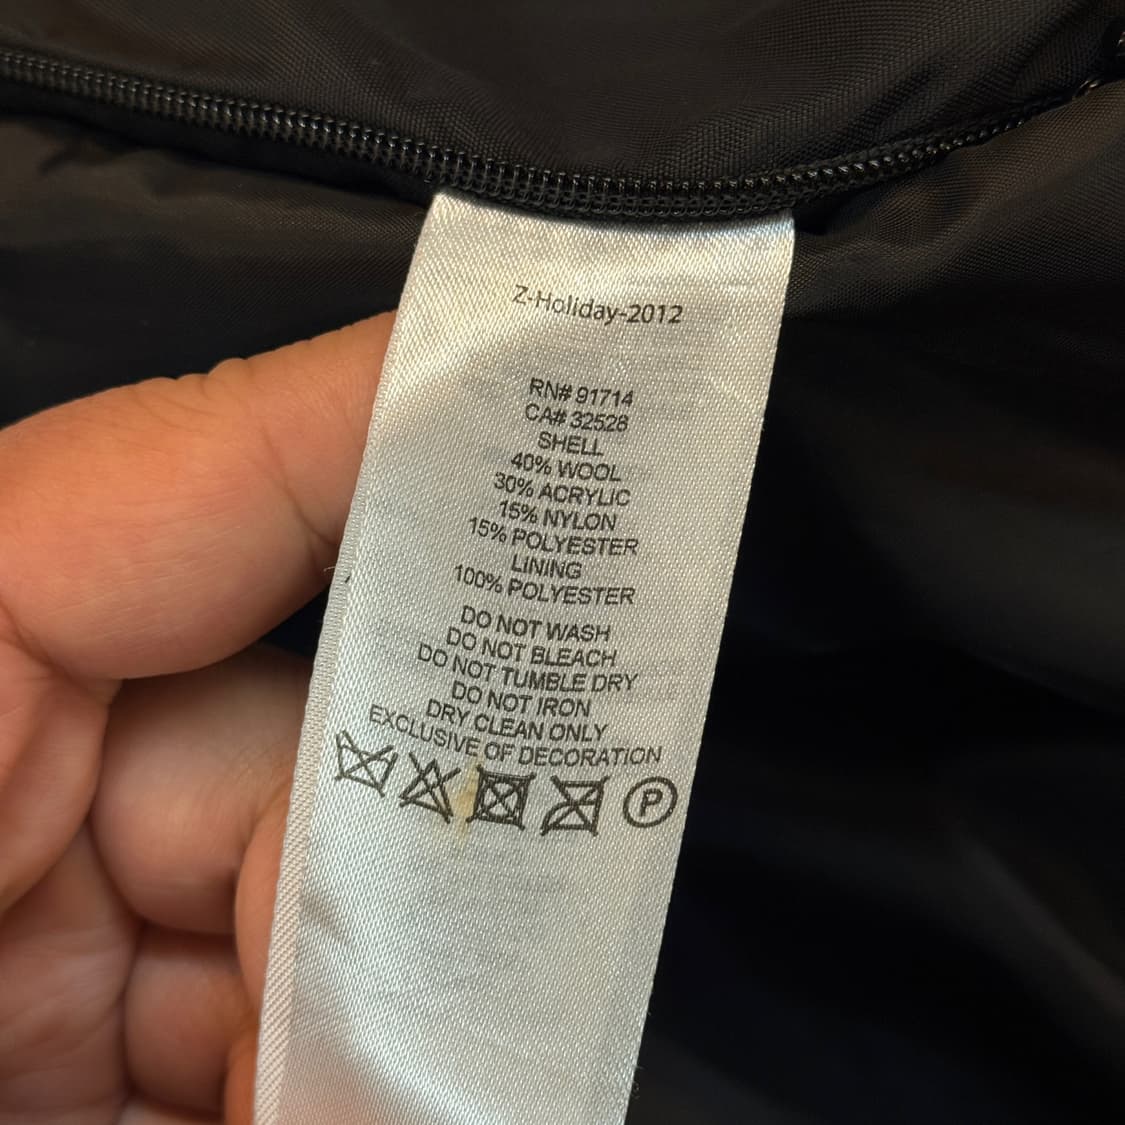 Z-Holiday-2012
RN# 91714
CA# 32528
SHELL
40% WOOL
30% ACRYLIC
15% NYLON
15% POLYESTER
LINING
100% POLYESTER
DO NOT WASH
DO NOT BLEACH
DO NOT TUMBLE DRY
DO NOT IRON
DRY CLEAN ONLY
EXCLUSIVE OF DECORATION
P